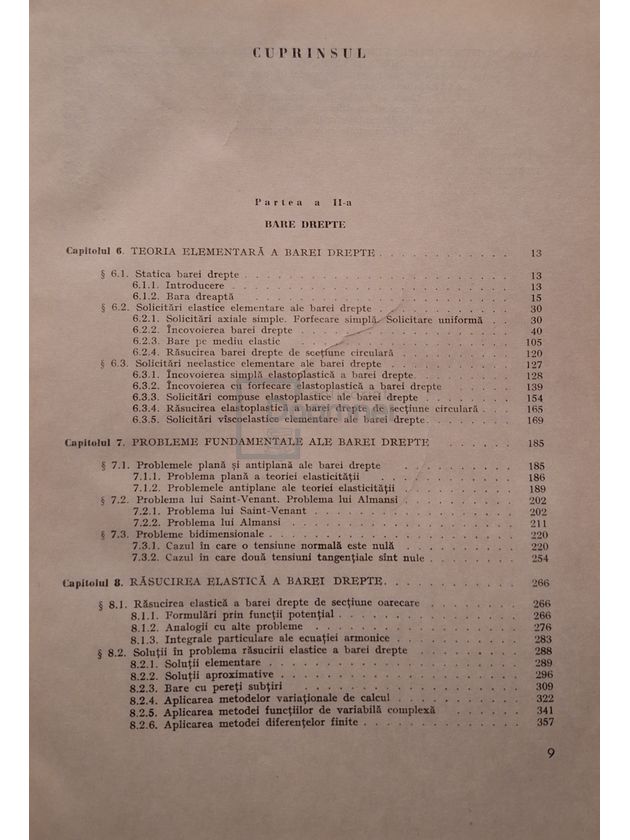 CUPRINSUL
Partea a II-a
BARE DREPTE
Capitolul 6. TEORIA ELEMENTARĂ A BAREI DREPTE . . . . . . . . . . . . 13
§ 6.1. Statica barei drepte . . . . . . . . . . . . 13
6.1.1. Introducere . . . . . . . . . . . . 13
6.1.2. Bara dreaptă . . . . . . . . . . . . 15
§ 6.2. Solicitări elastice elementare ale barei drepte . . . . . . . . 30
6.2.1. Solicitări axiale simple. Forfecare simplă. Solicitare uniformă . . 30
6.2.2. Încovoierea barei drepte . . . . . . . . . . 40
6.2.3. Bare pe mediu elastic . . . . . . . . . . 105
6.2.4. Răsucirea barei drepte de secțiune circulară . . . . . . 120
§ 6.3. Solicitări neelastice elementare ale barei drepte . . . . . . 127
6.3.1. Încovoierea simplă elastoplastică a barei drepte . . . . . . 128
6.3.2. Încovoierea cu forfecare elastoplastică a barei drepte . . . . 139
6.3.3. Solicitări compuse elastoplastice ale barei drepte . . . . 154
6.3.4. Răsucirea elastoplastică a barei drepte de secțiune circulară . . . 165
6.3.5. Solicitări vîscoelastice elementare ale barei drepte . . . . . 169
Capitolul 7. PROBLEME FUNDAMENTALE ALE BAREI DREPTE . . . . . . 185
§ 7.1. Problemele plană și antiplană ale barei drepte . . . . . . 185
7.1.1. Problema plană a teoriei elasticității . . . . . . 186
7.1.2. Problemele antiplane ale teoriei elasticității . . . . . . 189
§ 7.2. Problema lui Saint-Venant. Problema lui Almansi . . . . . . 202
7.2.1. Problema lui Saint-Venant . . . . . . . . 202
7.2.2. Problema lui Almansi . . . . . . . . 211
§ 7.3. Probleme bidimensionale . . . . . . . . 220
7.3.1. Cazul în care o tensiune normală este nulă . . . . . . 220
7.3.2. Cazul în care două tensiuni tangențiale sînt nule . . . . . 254
Capitolul 8. RĂSUCIREA ELASTICĂ A BAREI DREPTE . . . . . . . . 266
§ 8.1. Răsucirea elastică a barei drepte de secțiune oarecare . . . . . 266
8.1.1. Formulări prin funcții potențial . . . . . . . . 266
8.1.2. Analogii cu alte probleme . . . . . . . . 276
8.1.3. Integrale particulare ale ecuației armonice . . . . . . 283
§ 8.2. Soluții în problema răsucirii elastice a barei drepte . . . . . 288
8.2.1. Soluții elementare . . . . . . . . 289
8.2.2. Soluții aproximative . . . . . . . . 296
8.2.3. Bare cu pereți subțiri . . . . . . . . 309
8.2.4. Aplicarea metodelor variaționale de calcul . . . . . . 322
8.2.5. Aplicarea metodei funcțiilor de variabilă complexă . . . . 341
8.2.6. Aplicarea metodei diferențelor finite . . . . . . 357
9